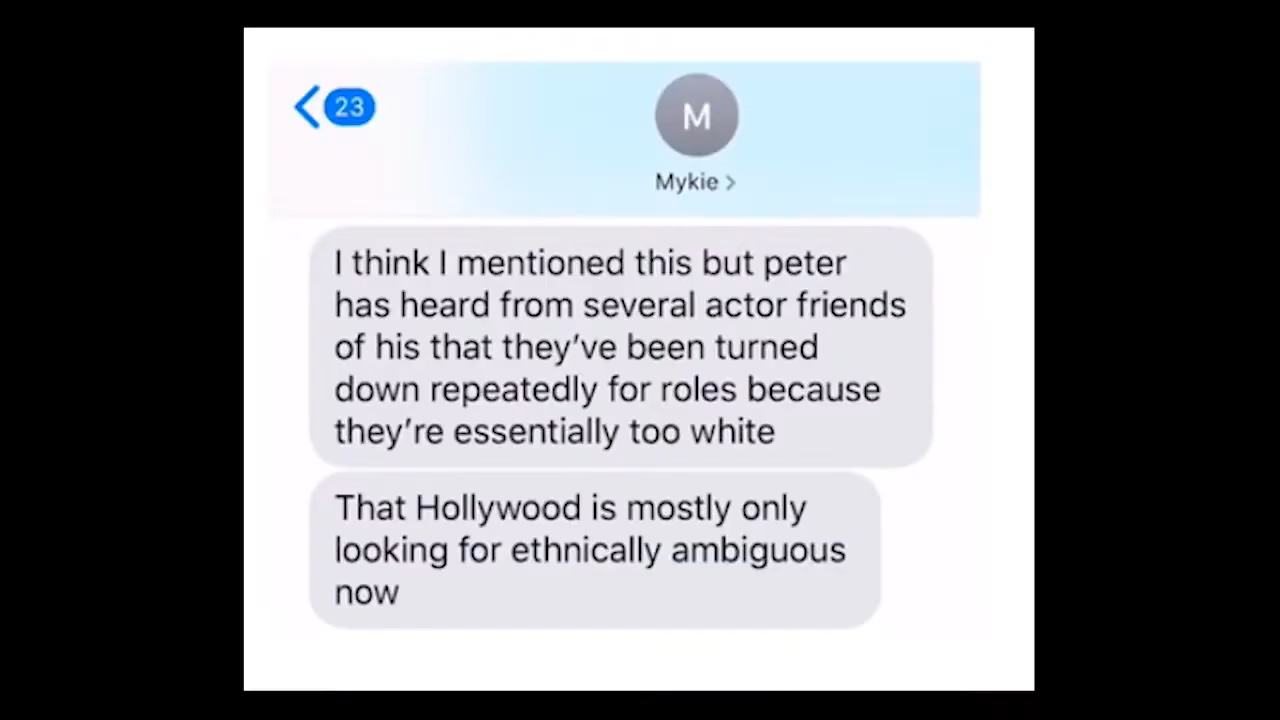 23
M
Mykie >
I think I mentioned this but peter
has heard from several actor friends
of his that they’ve been turned
down repeatedly for roles because
they’re essentially too white
That Hollywood is mostly only
looking for ethnically ambiguous
now